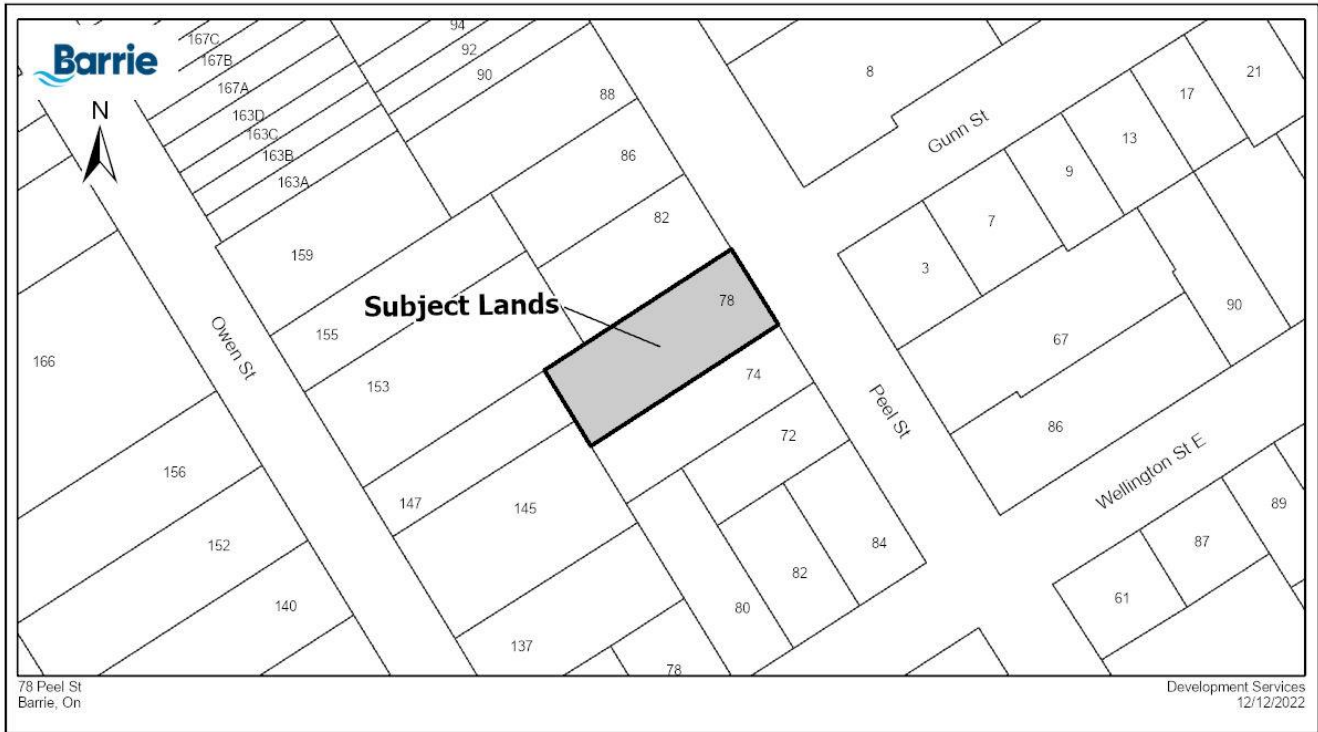 Barrie
N
167C
167B
167A
163D
163C
163B
163A
94
92
90
88
86
82
159
155
153
147
145
137
166
156
152
140
Owen St
Subject Lands
78
74
72
84
82
80
78
Peel St
8
Gunn St
21
17
13
9
7
3
67
90
86
Wellington St E
89
87
61
78 Peel St
Barrie, On
Development Services
12/12/2022